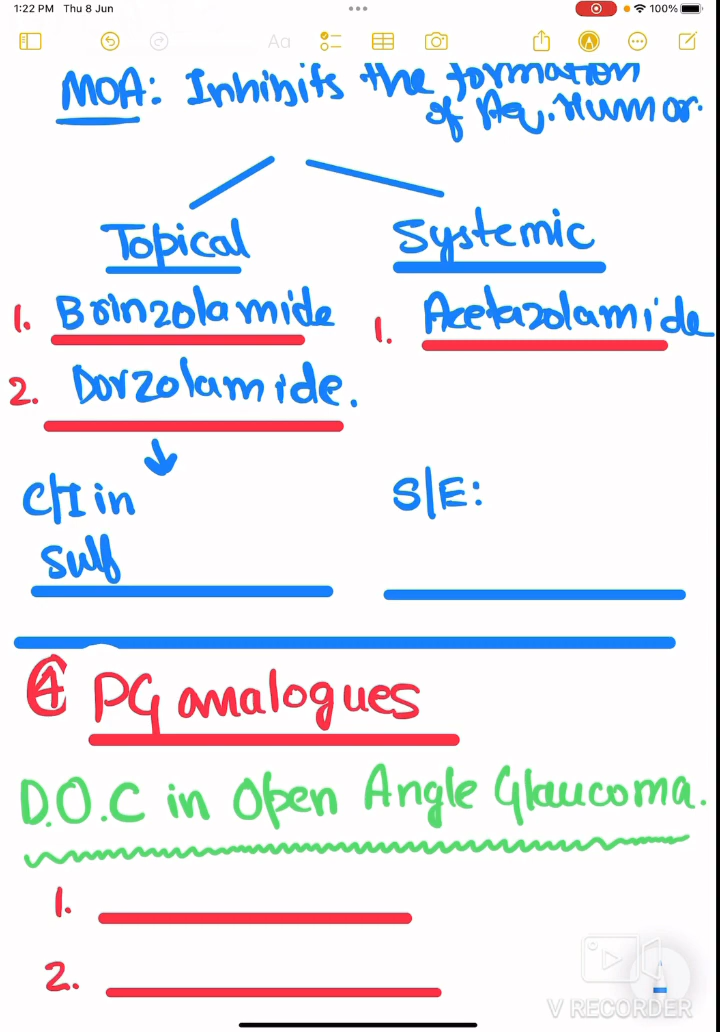 1:22 PM Thu 8 Jun
100%
Aa
MOA: Inhibits the formation
of Aq. Humor.
Topical
Systemic
1. Brinzolamide
1. Acetazolamide
2. Dorzolamide.
C/I in
sulf
S/E:
4 PG analogues
D.O.C in Open Angle Glaucoma.
1.
2.
V RECORDER